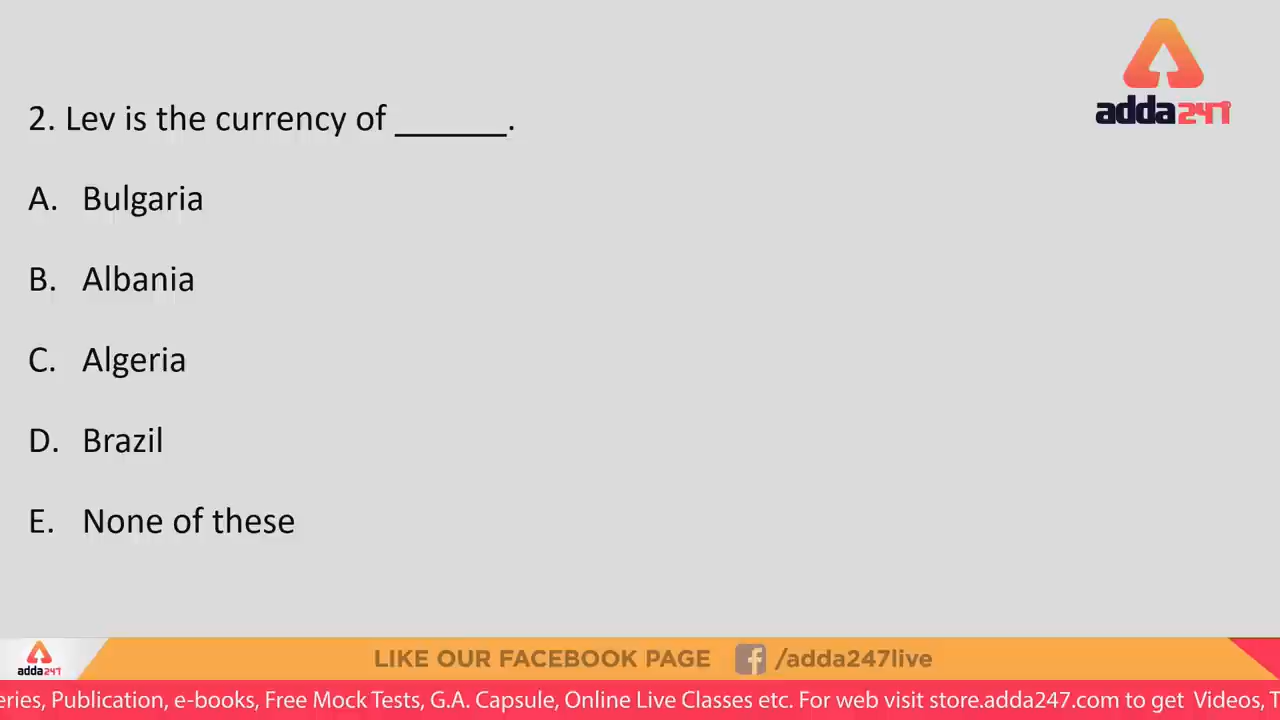 adda247
2. Lev is the currency of ______.
A. Bulgaria
B. Albania
C. Algeria
D. Brazil
E. None of these
adda247
LIKE OUR FACEBOOK PAGE f /adda247live
eries, Publication, e-books, Free Mock Tests, G.A. Capsule, Online Live Classes etc. For web visit store.adda247.com to get Videos, T